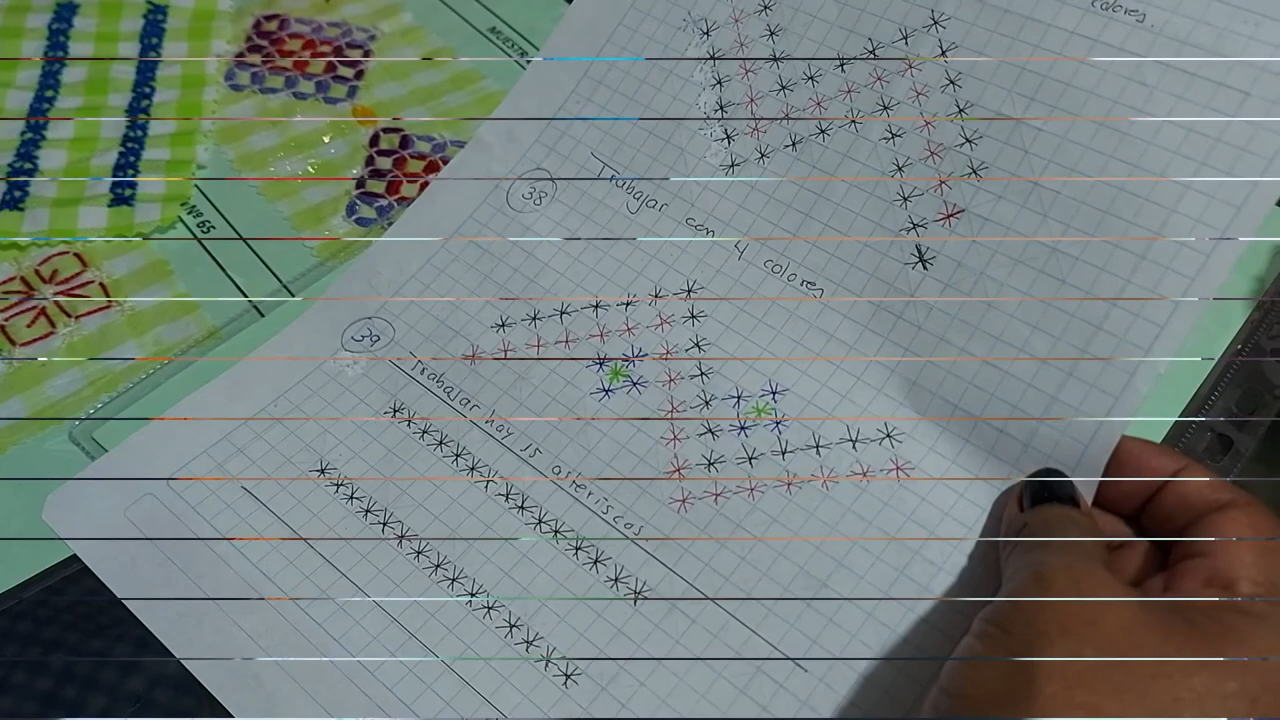 colores.
MUESTR
Nº 65
38
Trabajar con 4 colores
39
Trabajar hay 15 asteriscos